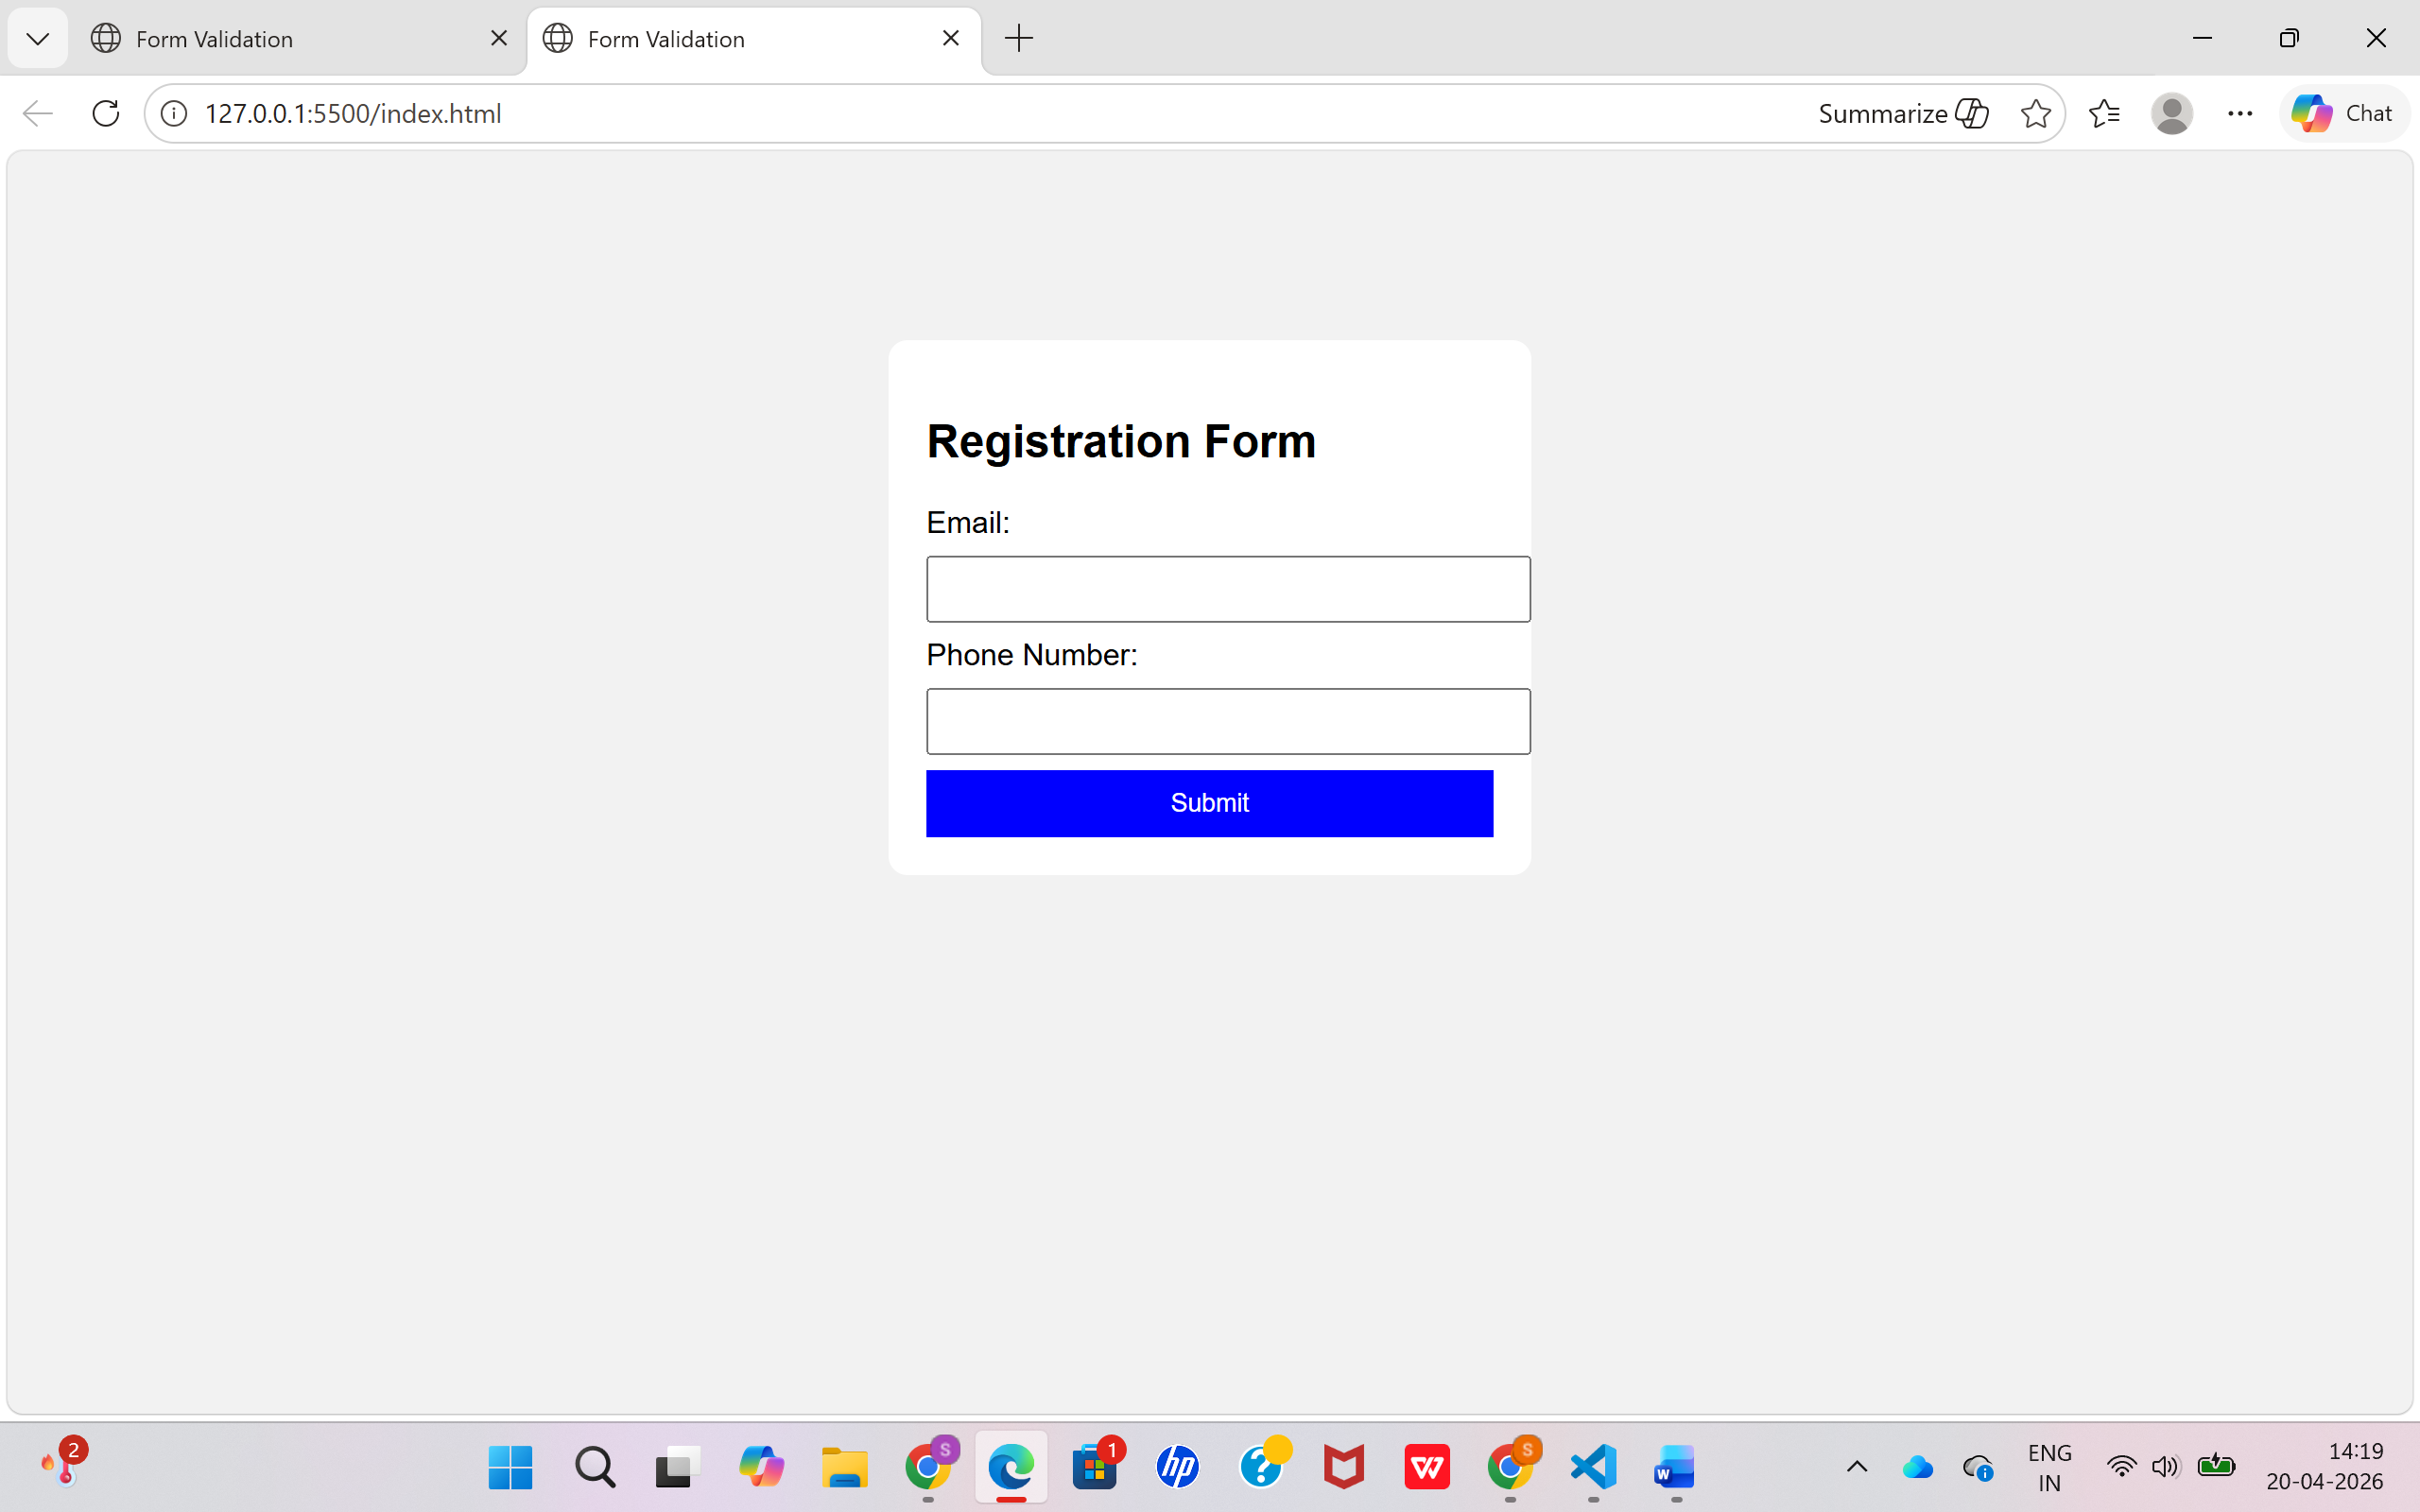 Form Validation
Form Validation
127.0.0.1:5500/index.html
Summarize
Chat
Registration Form
Email:
Phone Number:
Submit
2
S
1
hp
?
W
S
W
ENG
IN
14:19
20-04-2026